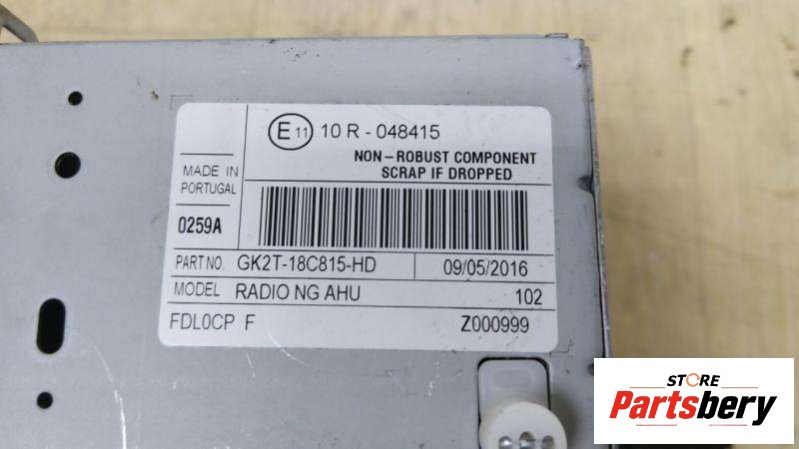 E 11 10 R - 048415
NON-ROBUST COMPONENT
SCRAP IF DROPPED
MADE IN
PORTUGAL
0259A
PART NO. GK2T-18C815-HD 09/05/2016
MODEL RADIO NG AHU 102
FDL0CP F Z000999
STORE
Partsbery